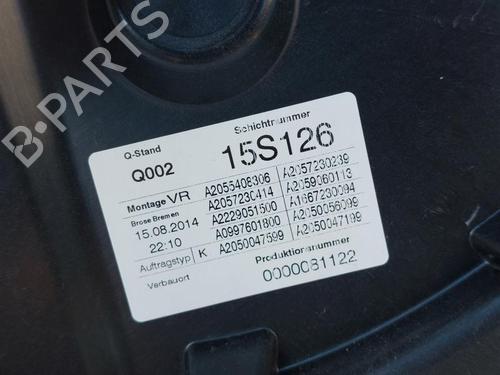 B-PARTS
Q-Stand Schichtnummer
Q002 15S126
Montage VR A2055406306 A2057230239
Brose Bremen A2057230414 A2059060113
15.08.2014 A2229051500 A1667230094
22:10 A0997601800 A2050056099
Auftragstyp K A2050047599 A2050047199
Verbauort Produktionsnummer
0000081122